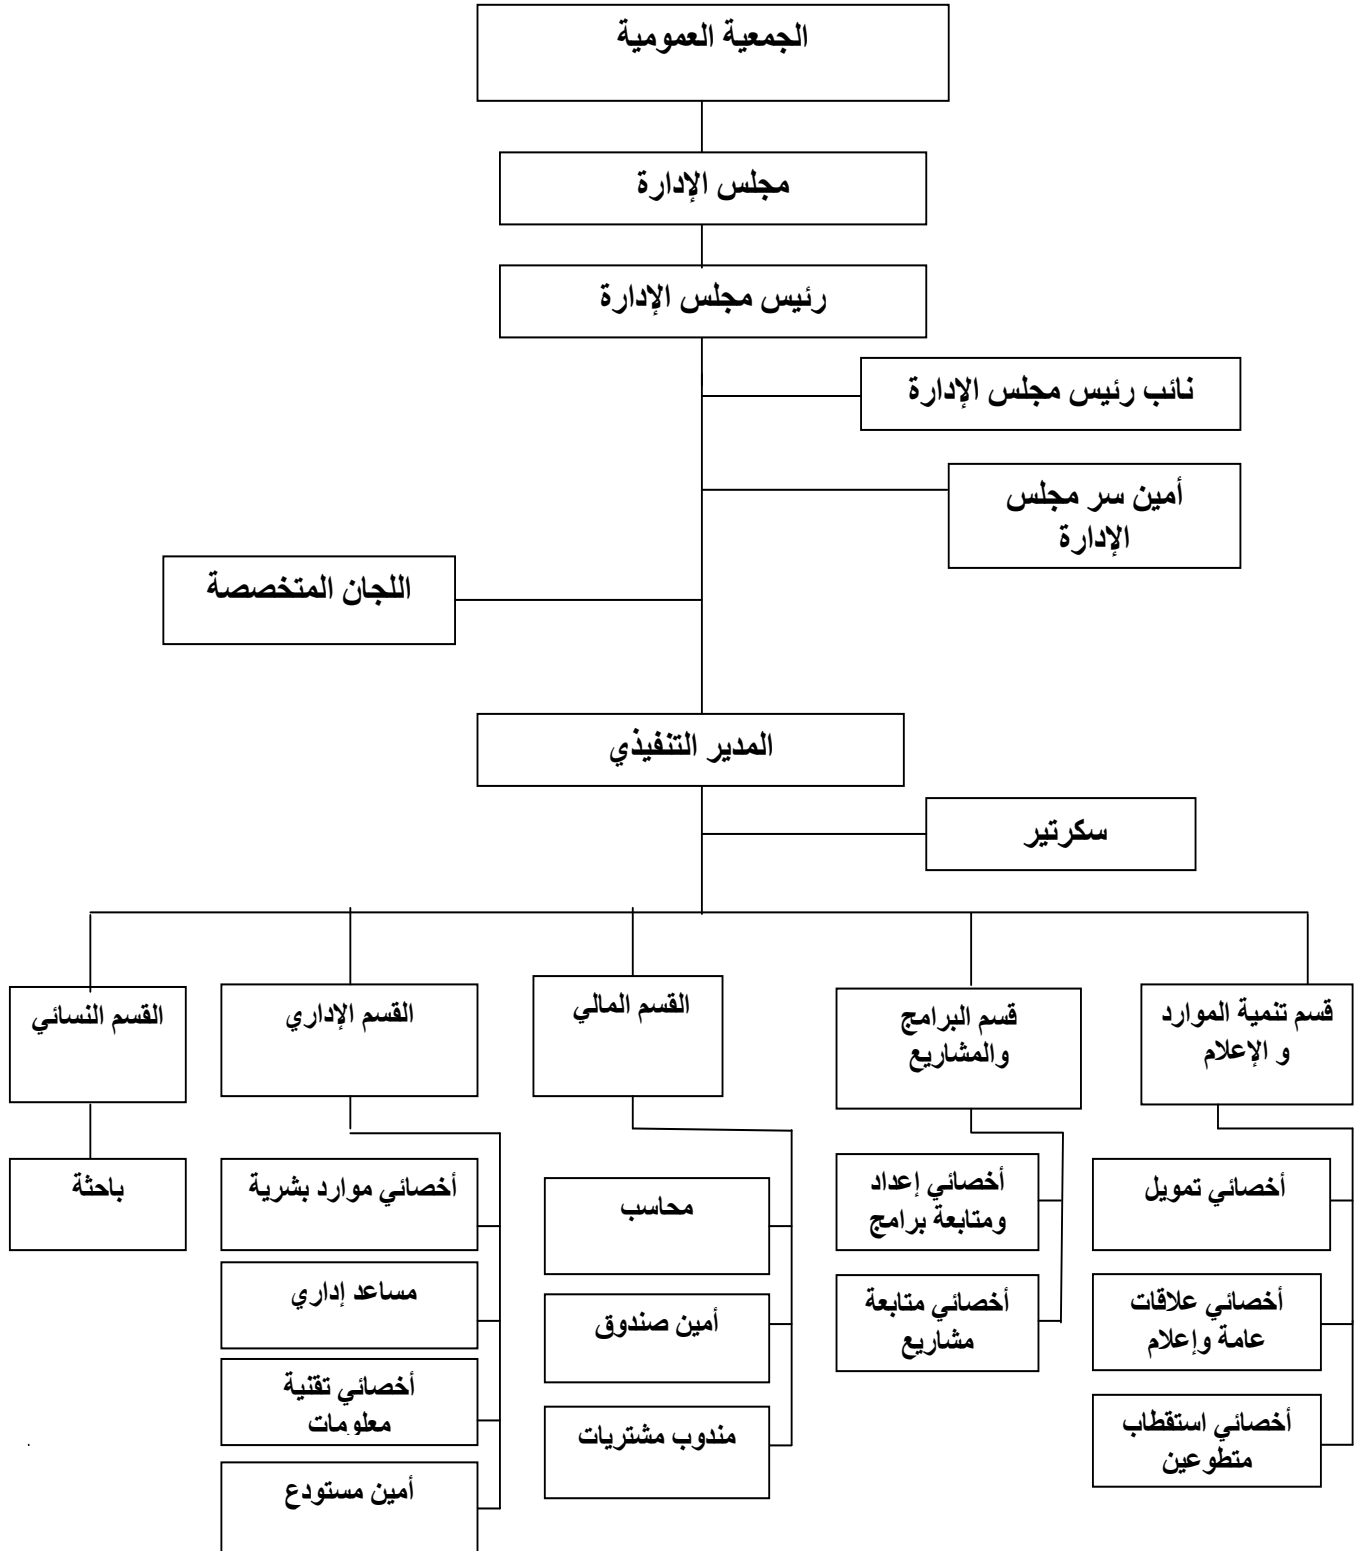 الجمعية العمومية
مجلس الإدارة
رئيس مجلس الإدارة
نائب رئيس مجلس الإدارة
أمين سر مجلس
الإدارة
اللجان المتخصصة
المدير التنفيذي
سكرتير
قسم تنمية الموارد
و الإعلام
قسم البرامج
والمشاريع
القسم المالي
القسم الإداري
القسم النسائي
أخصائي تمويل
أخصائي علاقات
عامة وإعلام
أخصائي استقطاب
متطوعين
أخصائي إعداد
ومتابعة برامج
أخصائي متابعة
مشاريع
محاسب
أمين صندوق
مندوب مشتريات
أخصائي موارد بشرية
مساعد إداري
أخصائي تقنية
معلومات
أمين مستودع
باحثة